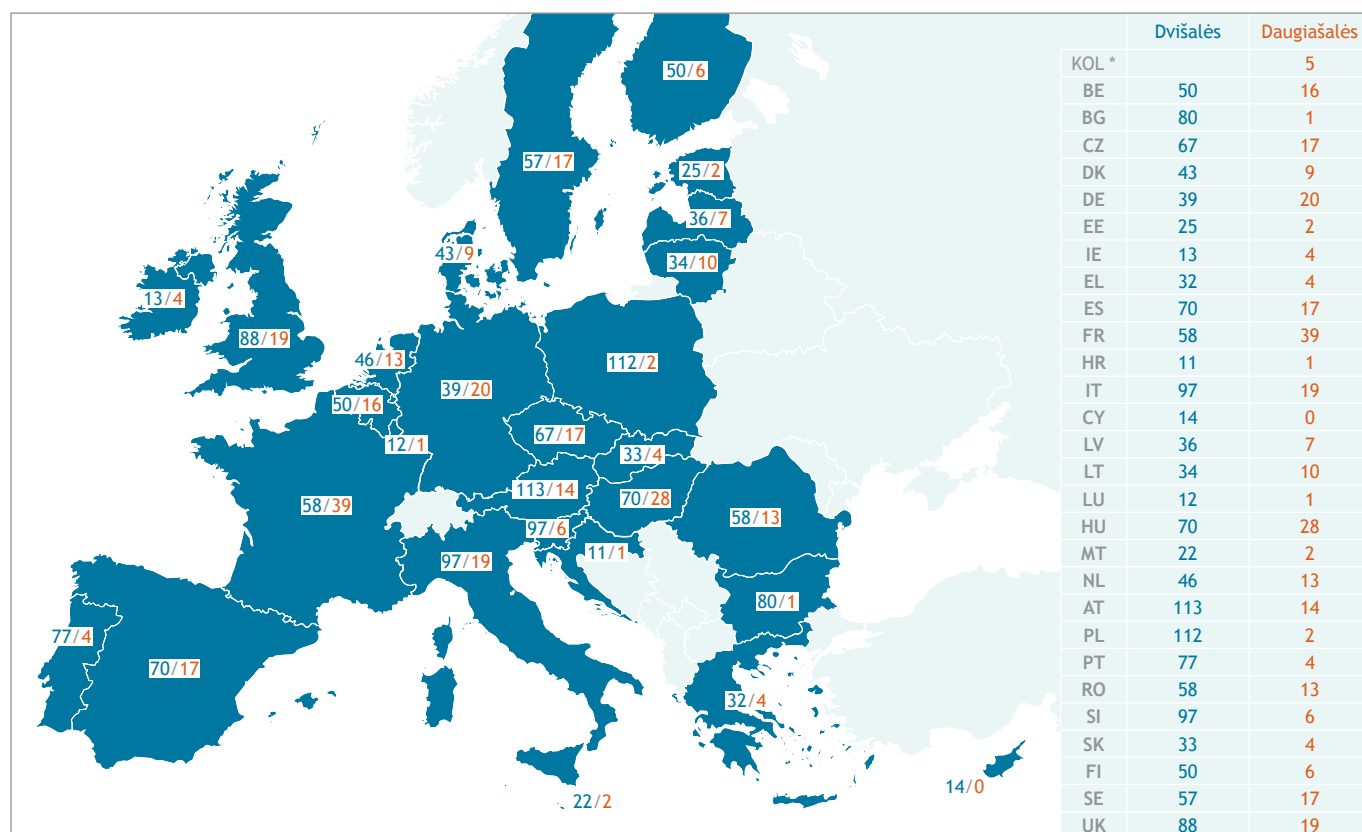 50/6
57/17
25/2
36/7
34/10
43/9
13/4
88/19
46/13
112/2
39/20
50/16
67/17
12/1
33/4
113/14
70/28
58/39
58/13
97/6
11/1
97/19
80/1
77/4
70/17
32/4
14/0
22/2
Dvišalės Daugiašalės
KOL * 5
BE 50 16
BG 80 1
CZ 67 17
DK 43 9
DE 39 20
EE 25 2
IE 13 4
EL 32 4
ES 70 17
FR 58 39
HR 11 1
IT 97 19
CY 14 0
LV 36 7
LT 34 10
LU 12 1
HU 70 28
MT 22 2
NL 46 13
AT 113 14
PL 112 2
PT 77 4
RO 58 13
SI 97 6
SK 33 4
FI 50 6
SE 57 17
UK 88 19